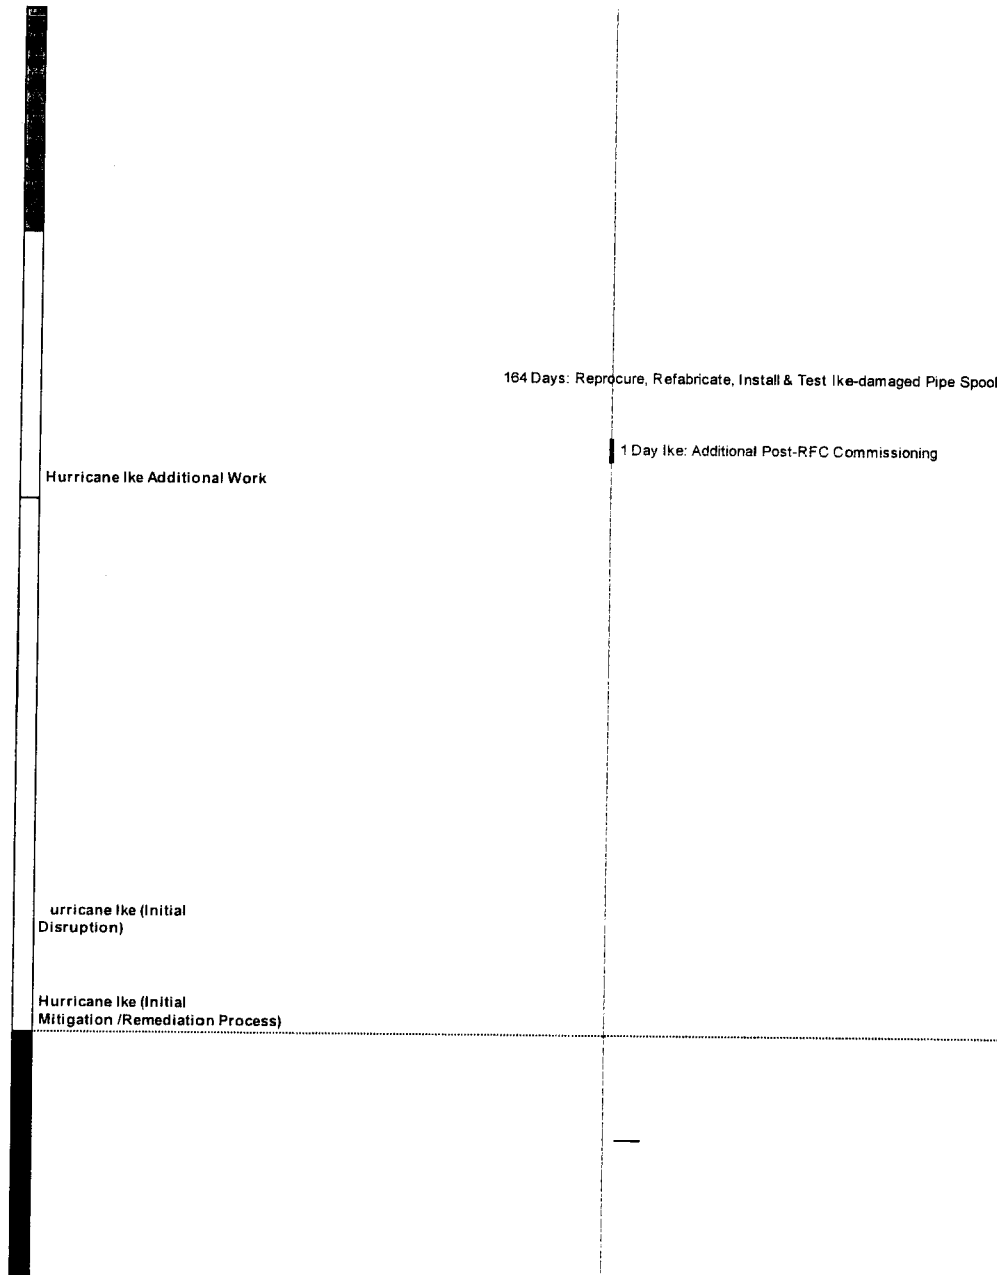 164 Days: Reprocure, Refabricate, Install & Test Ike-damaged Pipe Spool
1 Day Ike: Additional Post-RFC Commissioning
Hurricane Ike Additional Work
urricane Ike (Initial
Disruption)
Hurricane Ike (Initial
Mitigation /Remediation Process)